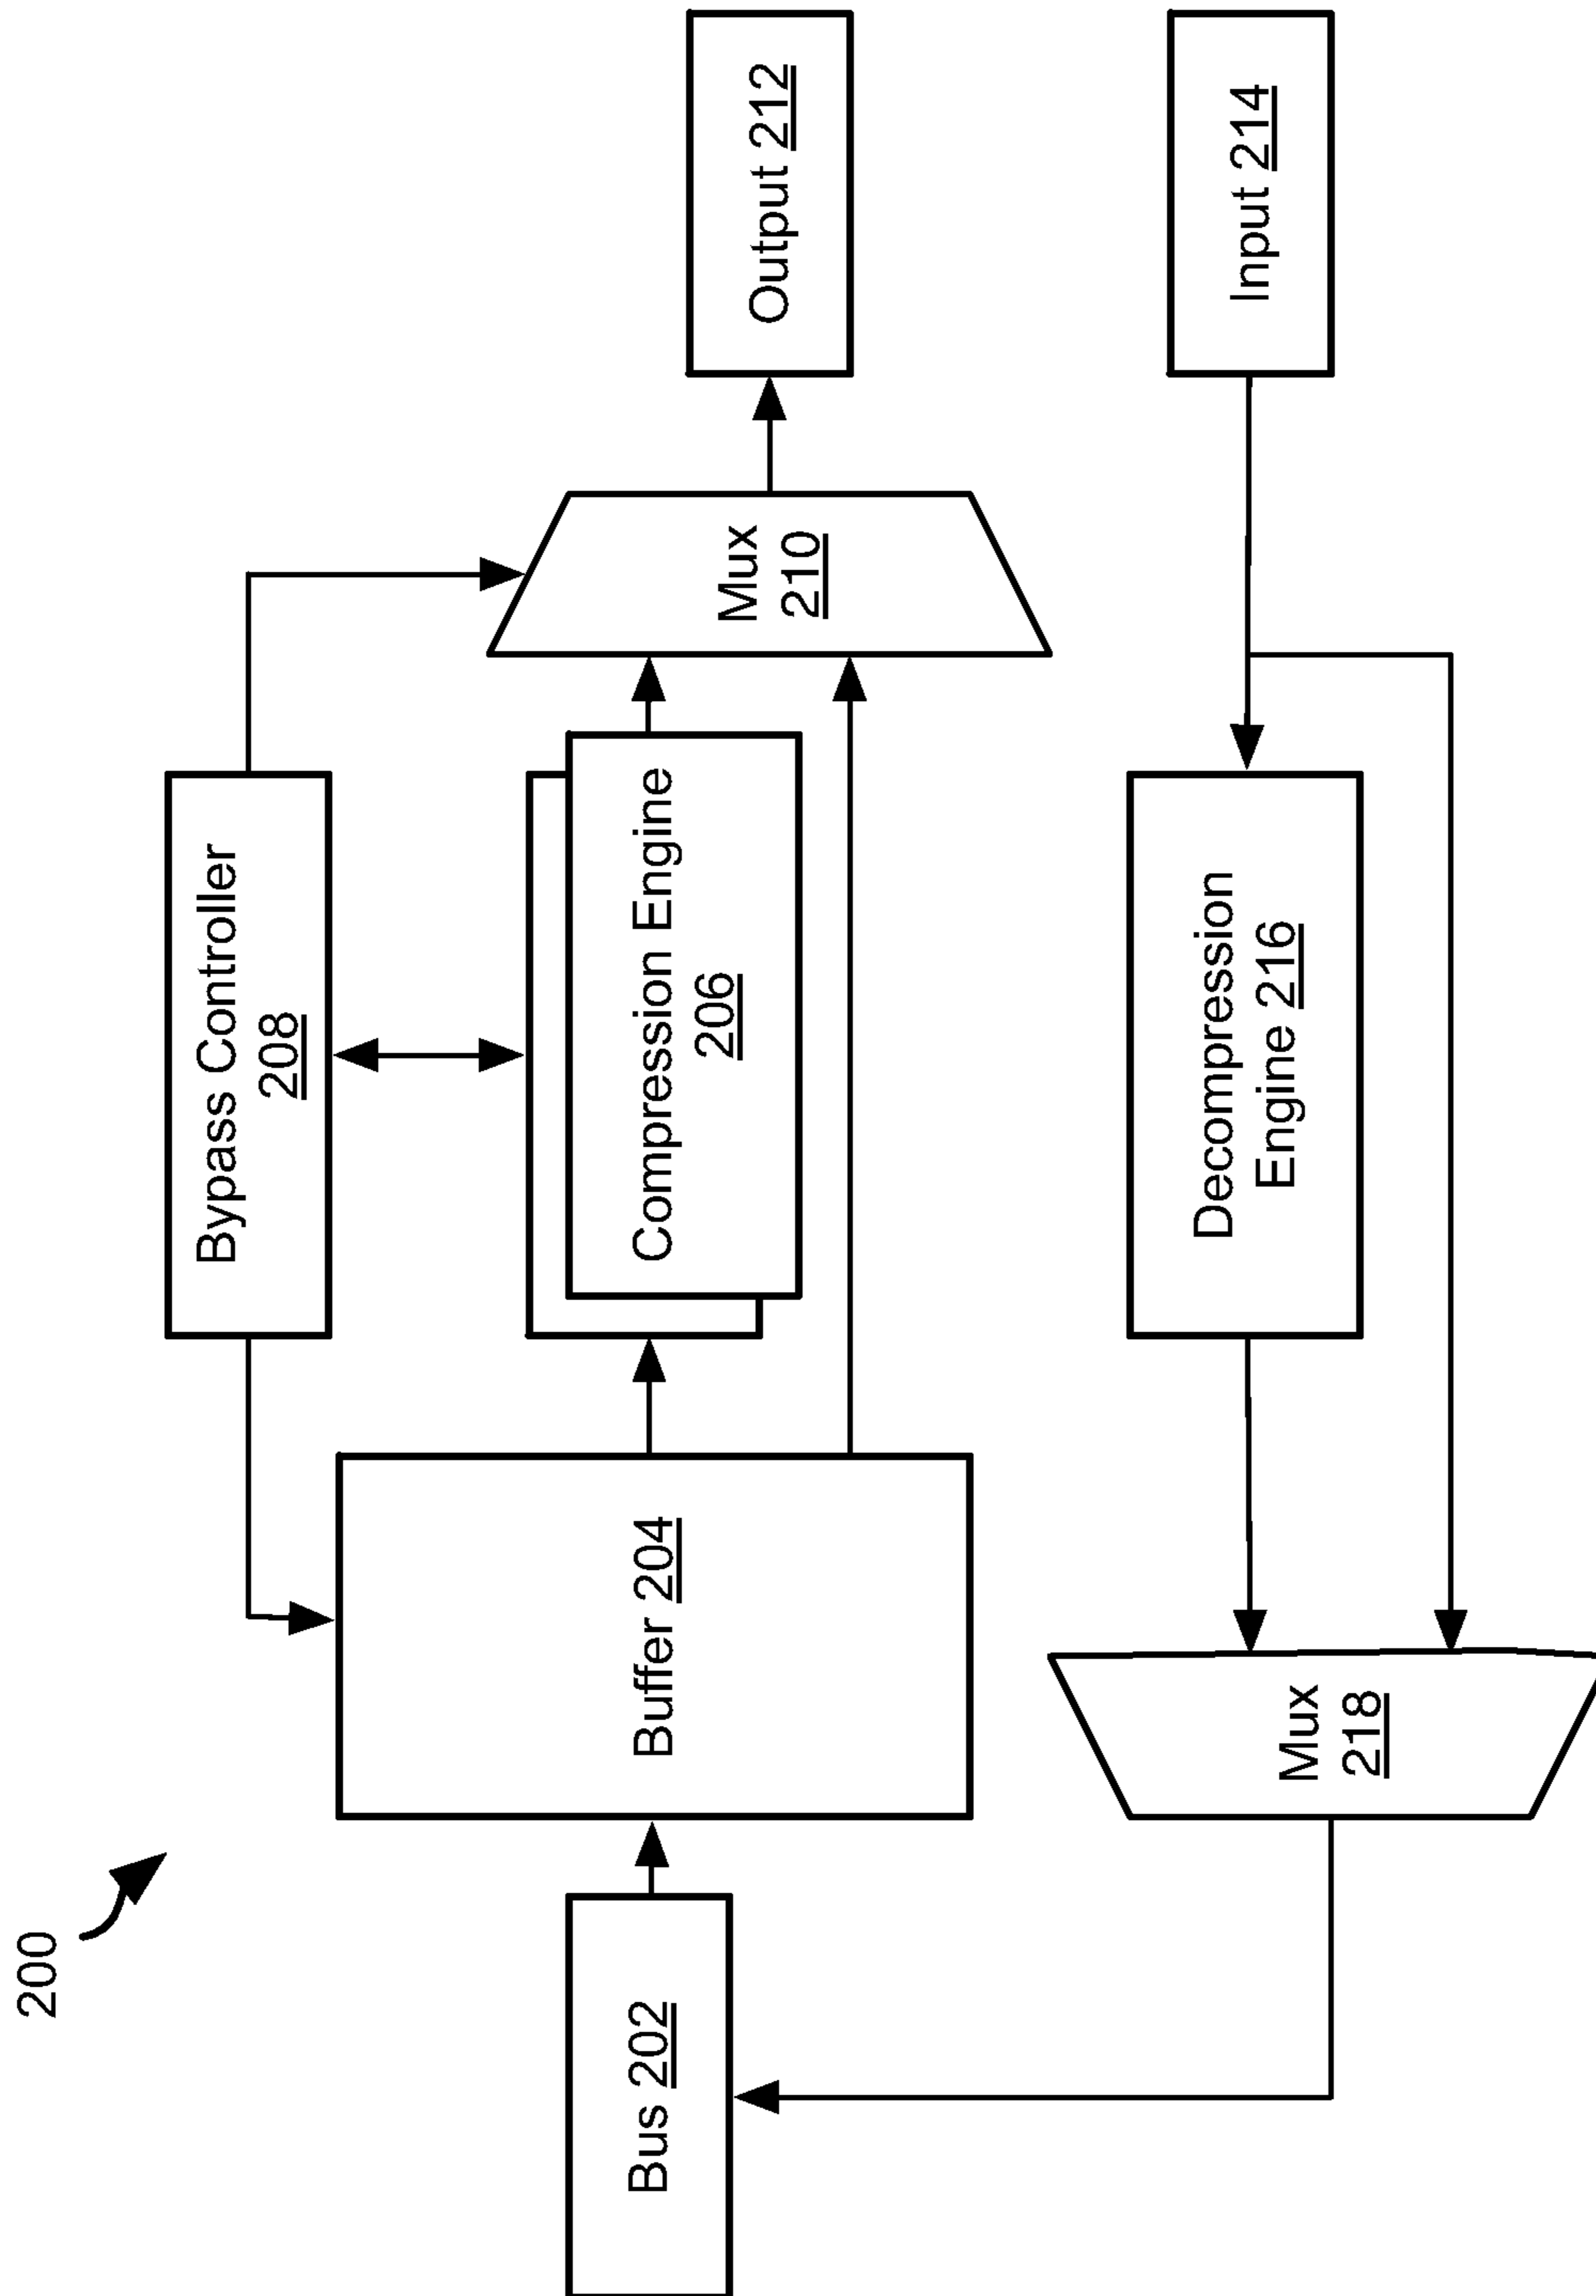 200
Bypass Controller
208
Bus 202
Buffer 204
Compression Engine
206
Mux
210
Output 212
Mux
218
Decompression
Engine 216
Input 214